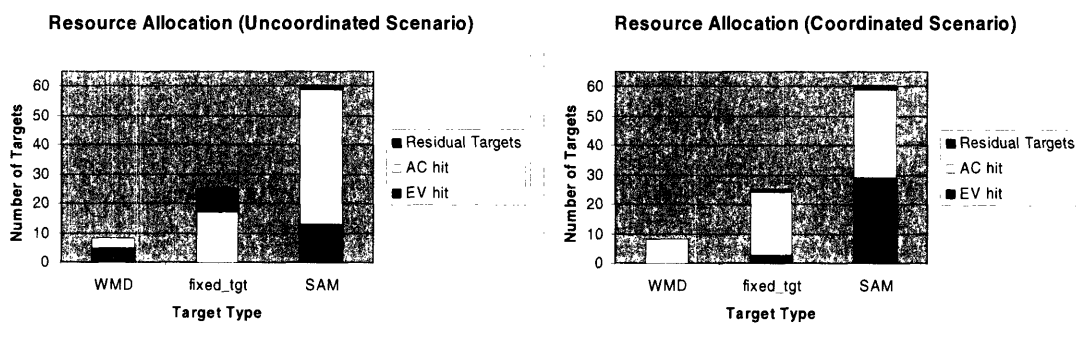 Resource Allocation (Uncoordinated Scenario)
Number of Targets
60
50
40
30
20
10
0
WMD fixed_tgt SAM
Target Type
Residual Targets
AC hit
EV hit
Resource Allocation (Coordinated Scenario)
Number of Targets
60
50
40
30
20
10
0
WMD fixed_tgt SAM
Target Type
Residual Targets
AC hit
EV hit